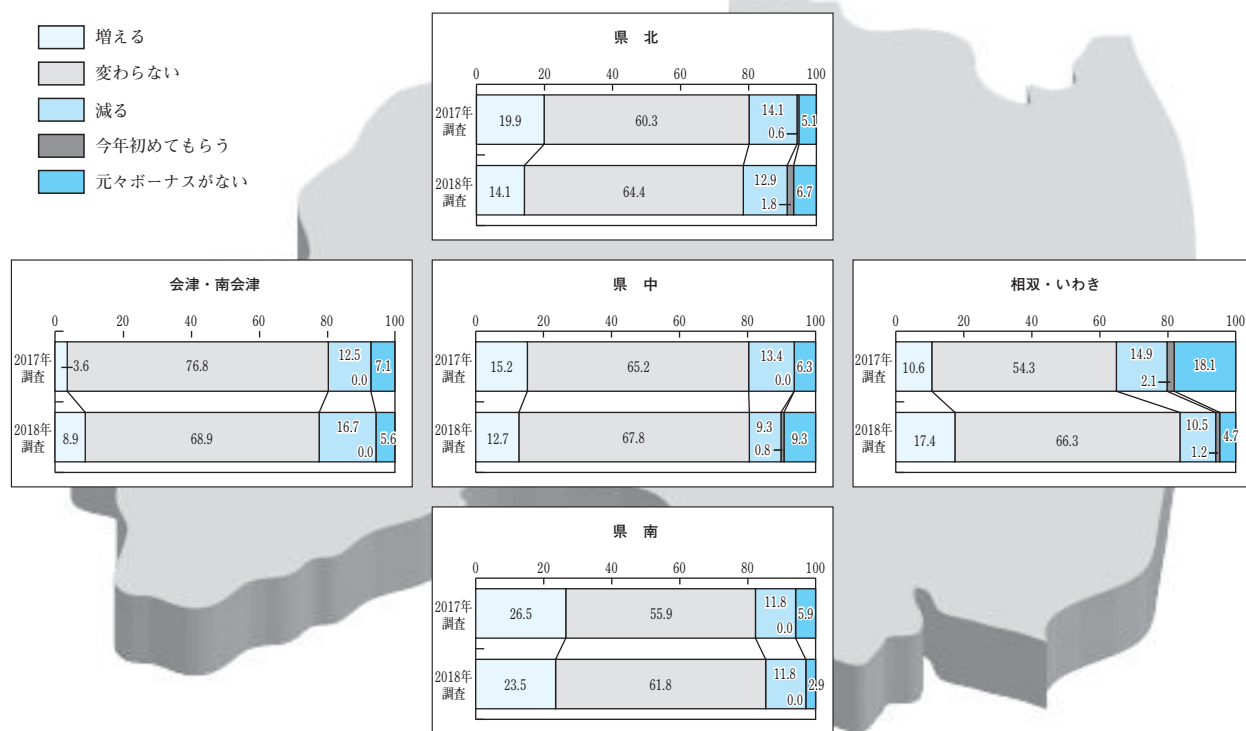 増える
変わらない
減る
今年初めてもらう
元々ボーナスがない
県 北
0 20 40 60 80 100
2017年
調査
19.9 60.3 14.1 0.6 5.1
2018年
調査
14.1 64.4 12.9 1.8 6.7
会津・南会津
0 20 40 60 80 100
2017年
調査
3.6 76.8 12.5 0.0 7.1
2018年
調査
8.9 68.9 16.7 0.0 5.6
県 中
0 20 40 60 80 100
2017年
調査
15.2 65.2 13.4 0.0 6.3
2018年
調査
12.7 67.8 9.3 0.8 9.3
相双・いわき
0 20 40 60 80 100
2017年
調査
10.6 54.3 14.9 2.1 18.1
2018年
調査
17.4 66.3 10.5 1.2 4.7
県 南
0 20 40 60 80 100
2017年
調査
26.5 55.9 11.8 0.0 5.9
2018年
調査
23.5 61.8 11.8 0.0 2.9